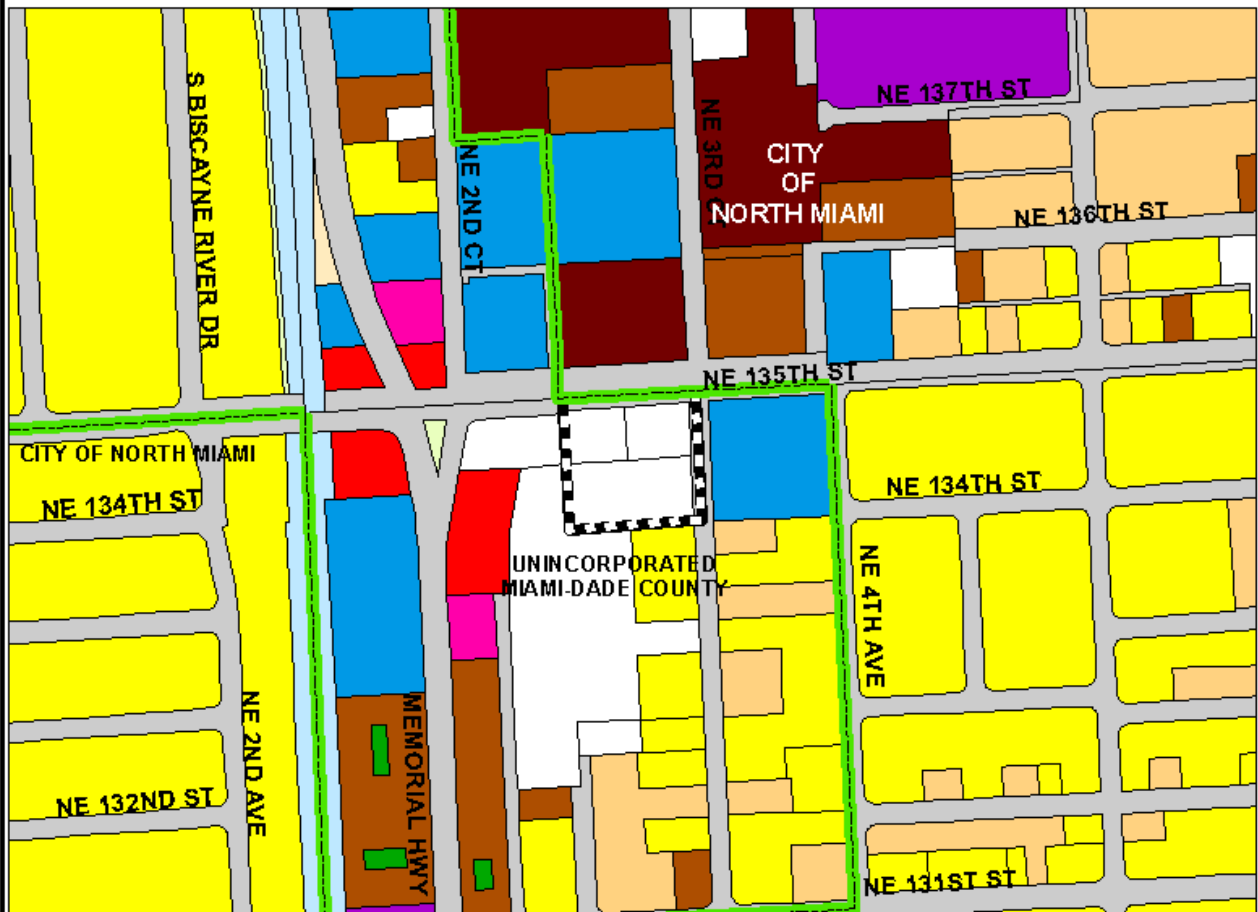 NE 137TH ST
S BISCAYNE RIVER DR
NE 2ND CT
NE 3RD CT
CITY
OF
NORTH MIAMI
NE 136TH ST
NE 135TH ST
CITY OF NORTH MIAMI
NE 134TH ST
NE 134TH ST
UNINCORPORATED
MIAMI-DADE COUNTY
NE 4TH AVE
NE 2ND AVE
MEMORIAL HWY
NE 132ND ST
NE 131ST ST